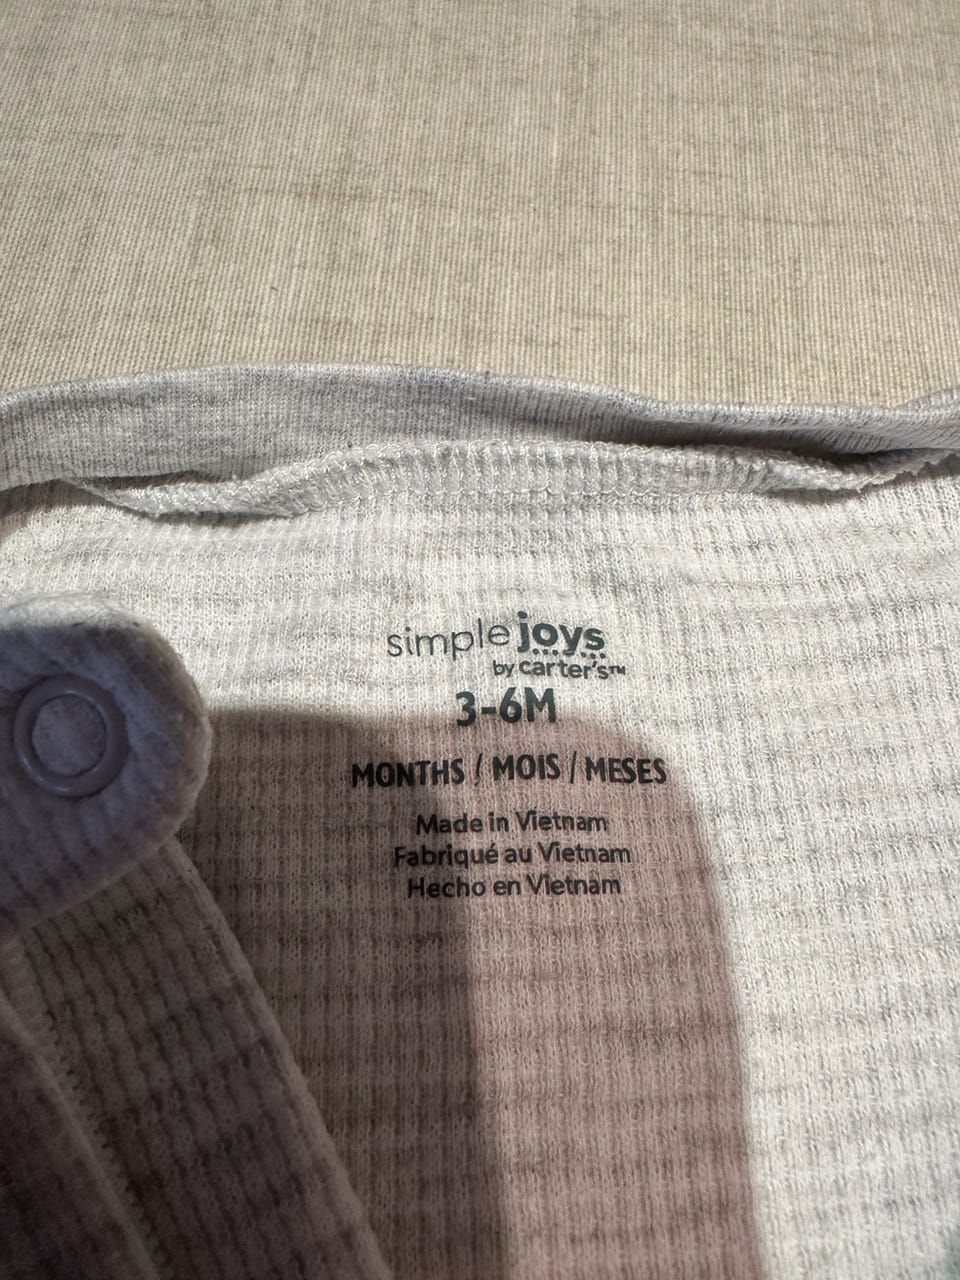 simple joys
by carter's™
3-6M
MONTHS / MOIS / MESES
Made in Vietnam
Fabriqué au Vietnam
Hecho en Vietnam